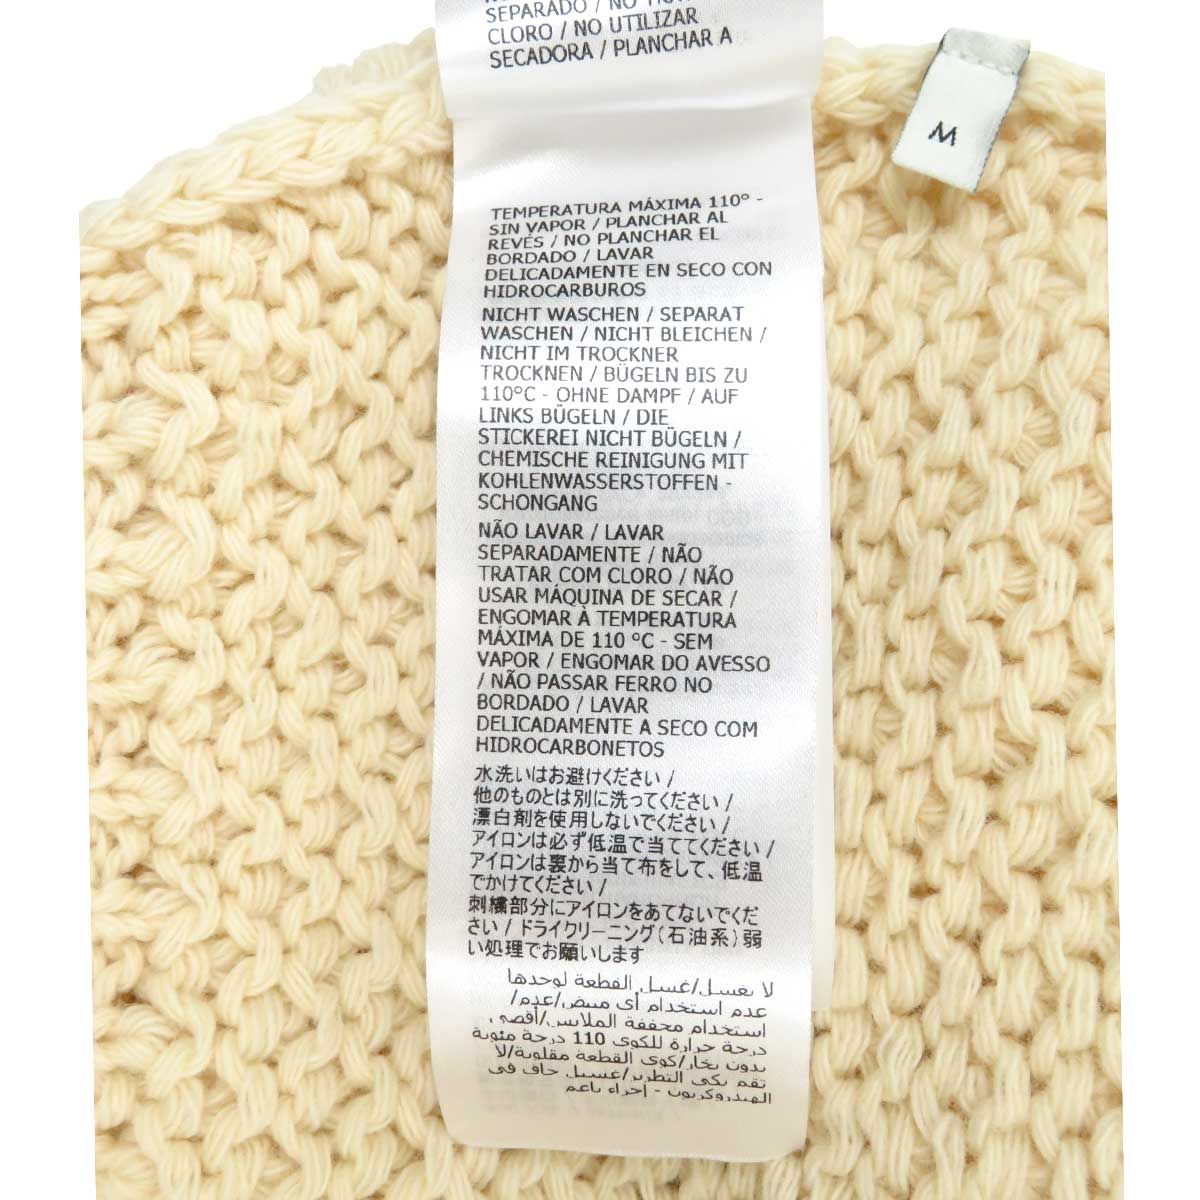 SEPARADO / NO
CLORO / NO UTILIZAR
SECADORA / PLANCHAR A
M
TEMPERATURA MÁXIMA 110° -
SIN VAPOR / PLANCHAR AL
REVÉS / NO PLANCHAR EL
BORDADO / LAVAR
DELICADAMENTE EN SECO CON
HIDROCARBUROS
NICHT WASCHEN / SEPARAT
WASCHEN / NICHT BLEICHEN /
NICHT IM TROCKNER
TROCKNEN / BÜGELN BIS ZU
110°C - OHNE DAMPF / AUF
LINKS BÜGELN / DIE
STICKEREI NICHT BÜGELN /
CHEMISCHE REINIGUNG MIT
KOHLENWASSERSTOFFEN -
SCHONGANG
NÃO LAVAR / LAVAR
SEPARADAMENTE / NÃO
TRATAR COM CLORO / NÃO
USAR MÁQUINA DE SECAR /
ENGOMAR À TEMPERATURA
MÁXIMA DE 110 °C - SEM
VAPOR / ENGOMAR DO AVESSO
/ NÃO PASSAR FERRO NO
BORDADO / LAVAR
DELICADAMENTE A SECO COM
HIDROCARBONETOS
水洗いはお避けください /
他のものとは別に洗ってください /
漂白剤を使用しないでください /
アイロンは必ず低温で当ててください /
アイロンは裏から当て布をして、低温
でかけてください /
刺繍部分にアイロンをあてないでくだ
さい / ドライクリーニング(石油系)弱
い処理でお願いします
لا يغسل/غسل القطعة لوحدها
عدم استخدام أي مبيض/عدم/
استخدام مجففة الملابس/أقصى
درجة حرارة للكوي 110 درجة مئوية
بدون بخار/كوي القطعة مقلوبة/لا
تقم بكي التطريز/غسيل جاف في
الهيدروكربون - إجراء ناعم